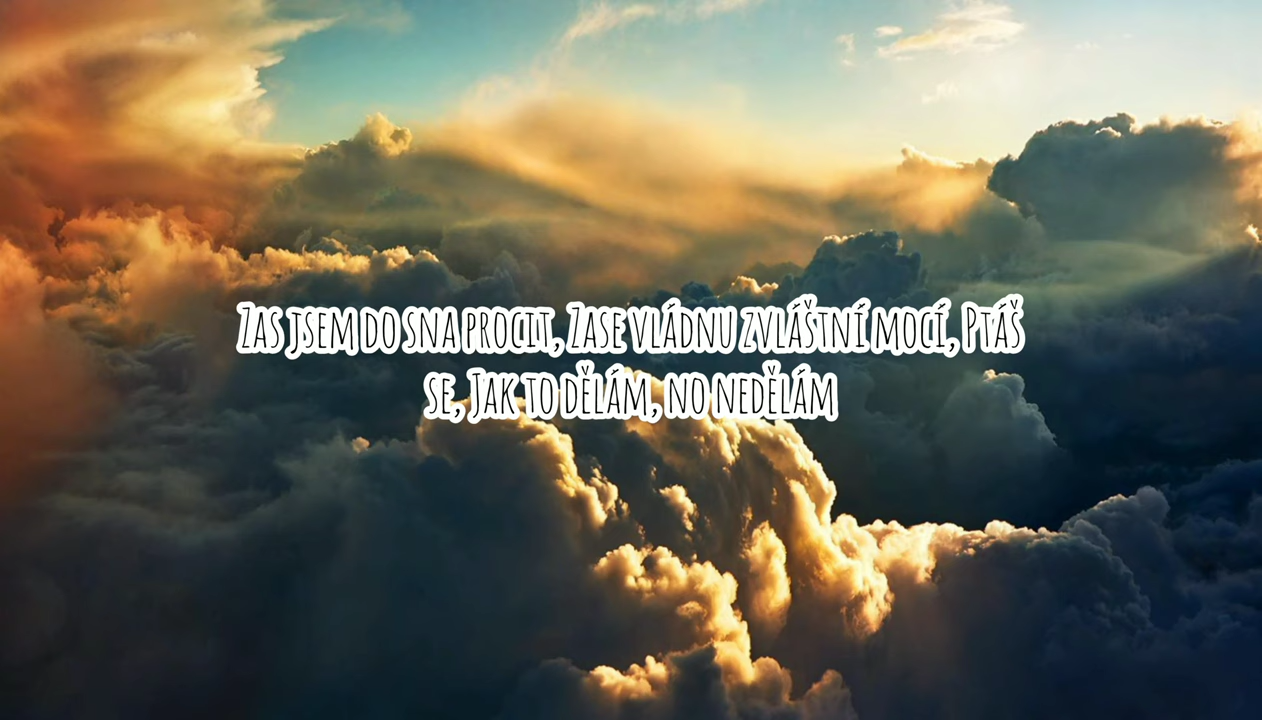 Zas jsem do sna procit, Zase vládnu zvláštní mocí, Ptáš
se, Jak to dělám, no nedělám